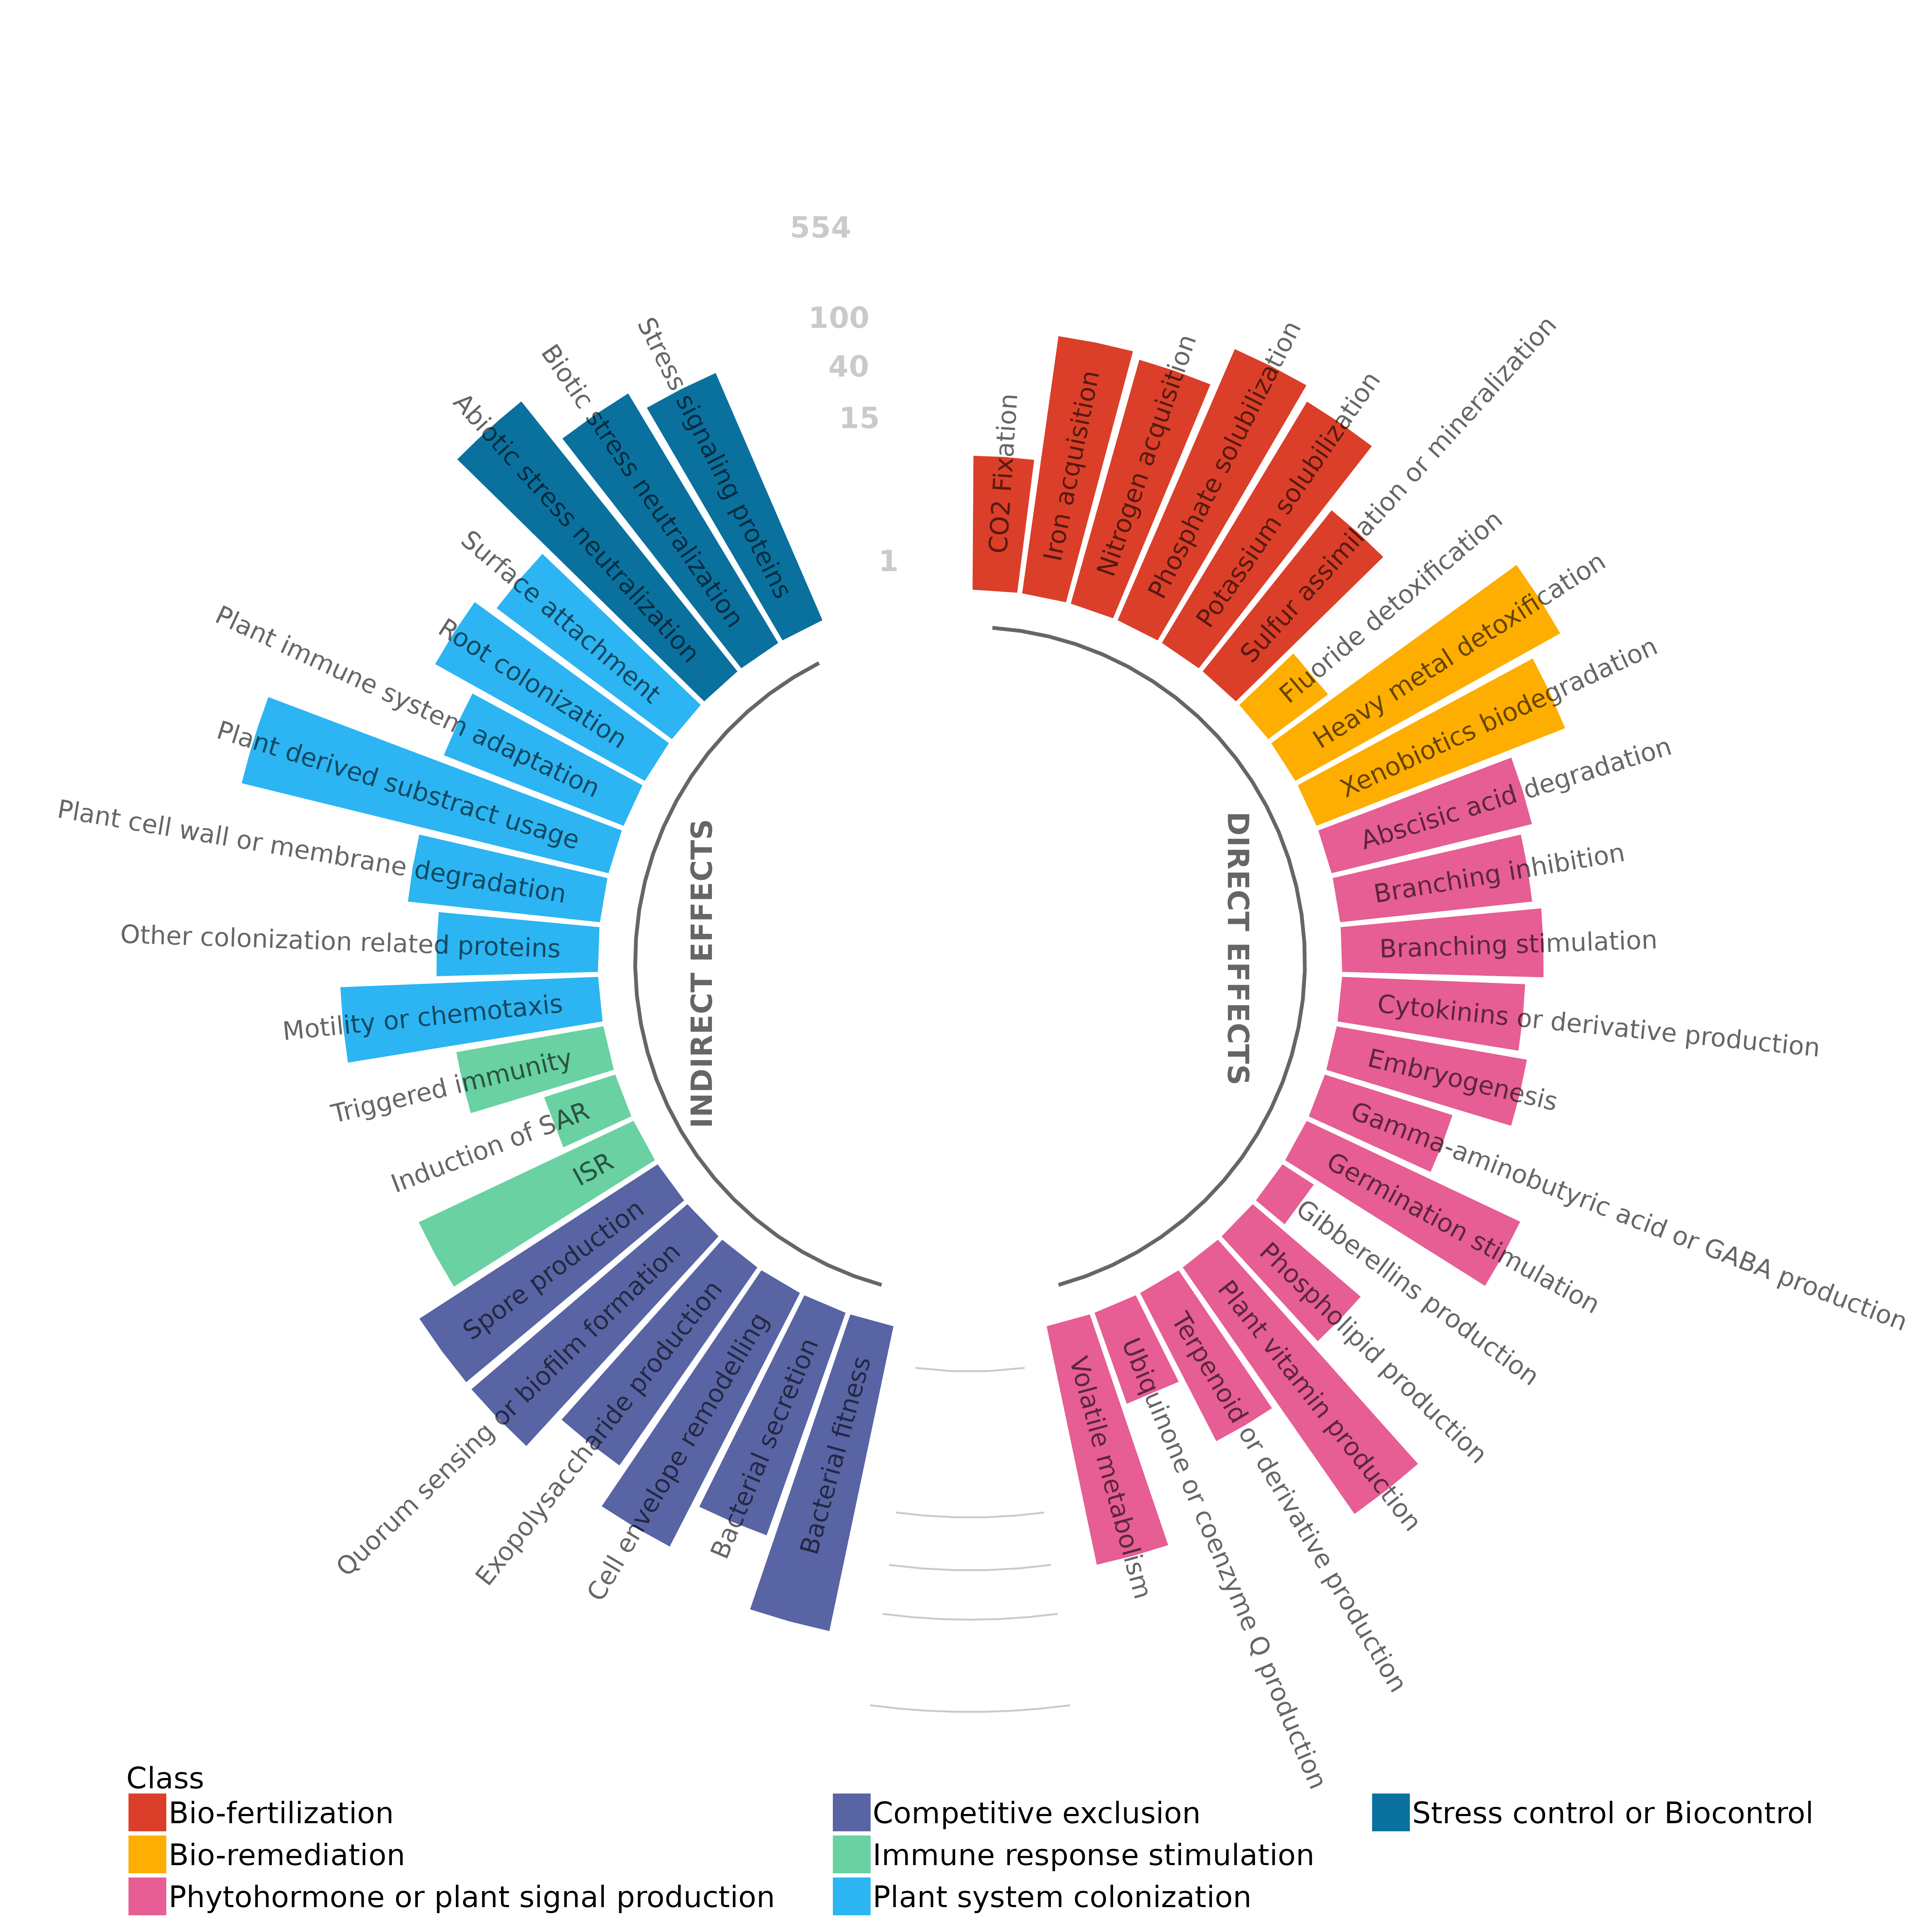 554
100
40
15
1
CO2 Fixation
Iron acquisition
Nitrogen acquisition
Phosphate solubilization
Potassium solubilization
Sulfur assimilation or mineralization
Fluoride detoxification
Heavy metal detoxification
Xenobiotics biodegradation
Abscisic acid degradation
Branching inhibition
Branching stimulation
Cytokinins or derivative production
Embryogenesis
Gamma-aminobutyric acid or GABA production
Germination stimulation
Gibberellins production
Phospholipid production
Plant vitamin production
Terpenoid or derivative production
Ubiquinone or coenzyme Q production
Volatile metabolism
Bacterial fitness
Bacterial secretion
Cell envelope remodelling
Exopolysaccharide production
Quorum sensing or biofilm formation
Spore production
ISR
Induction of SAR
Triggered immunity
Motility or chemotaxis
Other colonization related proteins
Plant cell wall or membrane degradation
Plant derived substract usage
Plant immune system adaptation
Root colonization
Surface attachment
Abiotic stress neutralization
Biotic stress neutralization
Stress signaling proteins
INDIRECT EFFECTS
DIRECT EFFECTS
Class
Bio-fertilization
Bio-remediation
Phytohormone or plant signal production
Competitive exclusion
Immune response stimulation
Plant system colonization
Stress control or Biocontrol